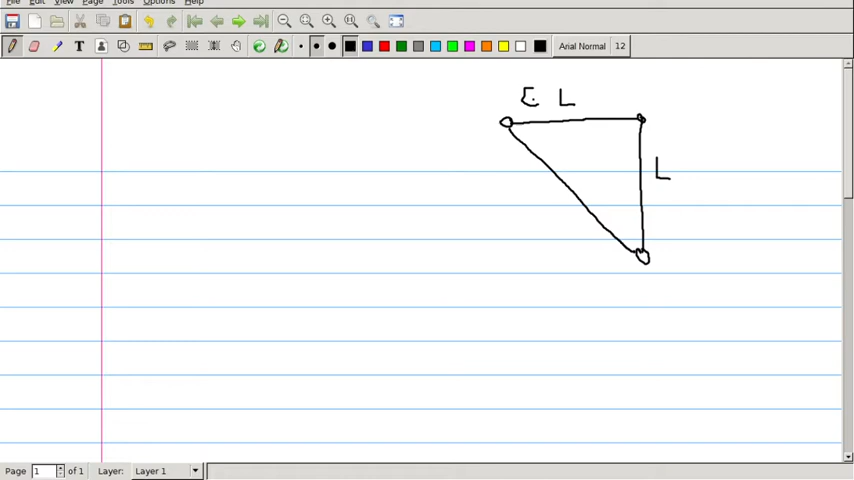 File Edit View Page Tools Options Help
Arial Normal 12
L
L
Page 1 of 1 Layer: Layer 1